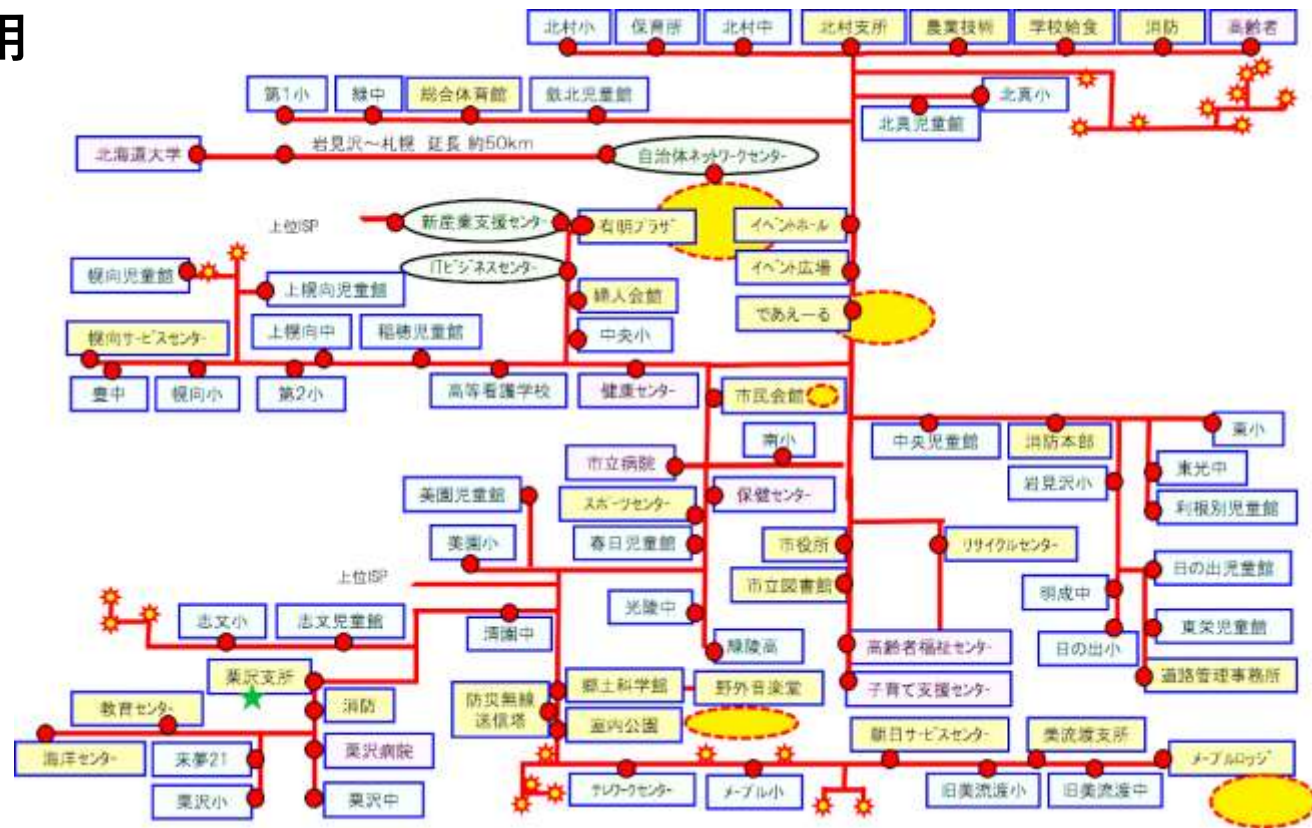 用
北村小
保育所
北村中
北村支所
農業技術
学校給食
消防
高齢者
第1小
緑中
総合体育館
鉄北児童館
北真小
北真児童館
北海道大学
岩見沢～札幌 延長 約50km
自治体ネットワークセンター
上位ISP
新産業支援センター
有明プラザ
イベントホール
ITビジネスセンター
イベント広場
幌向児童館
上幌向児童館
婦人会館
であえーる
幌向サービスセンター
上幌向中
稲穂児童館
中央小
豊中
幌向小
第2小
高等看護学校
健康センター
市民会館
南小
中央児童館
消防本部
東小
市立病院
東光中
美園児童館
スポーツセンター
保健センター
岩見沢小
利根別児童館
美園小
春日児童館
市役所
リサイクルセンター
上位ISP
市立図書館
日の出児童館
明成中
志文小
志文児童館
清園中
光陵中
緑陵高
高齢者福祉センター
日の出小
東栄児童館
栗沢支所
郷土科学館
野外音楽堂
子育て支援センター
道路管理事務所
教育センター
消防
防災無線
送信塔
室内公園
朝日サービスセンター
美流渡支所
海洋センター
来夢21
栗沢病院
メープルロッジ
栗沢小
栗沢中
テレワークセンター
メープル小
旧美流渡小
旧美流渡中